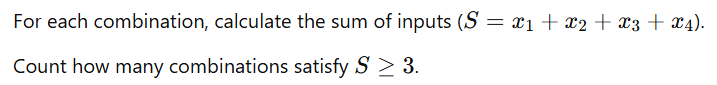 For each combination, calculate the sum of inputs (S = x₁ + x₂ + x₃ + x₄).
Count how many combinations satisfy S ≥ 3.